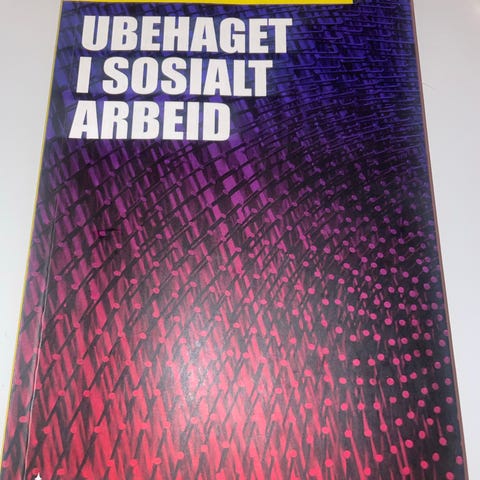 UBEHAGET
I SOSIALT
ARBEID